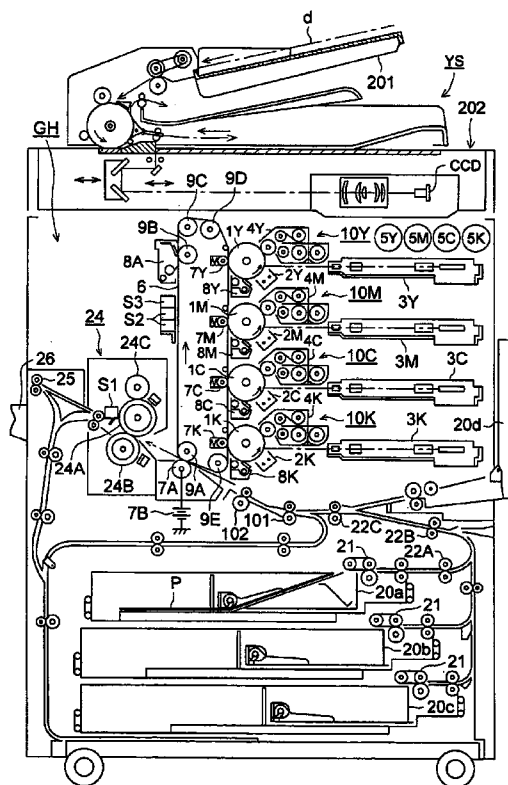 d
201
YS
GH
202
CCD
9C 9D
9B
1Y 4Y 10Y 5Y 5M 5C 5K
8A
7Y
6
8Y
2Y 4M
3Y
S3
S2
1M
10M
24
7M
2M
3M
24C
8M
4C
3C
26
25
S1
1C
10C
7C
2C
4K
20d
8C
1K
10K
3K
24A
7K
2K
24B
8K
7A 9A
7B
9E
102
101
22C
22B
22A
21
P
20a
21
20b
21
20c